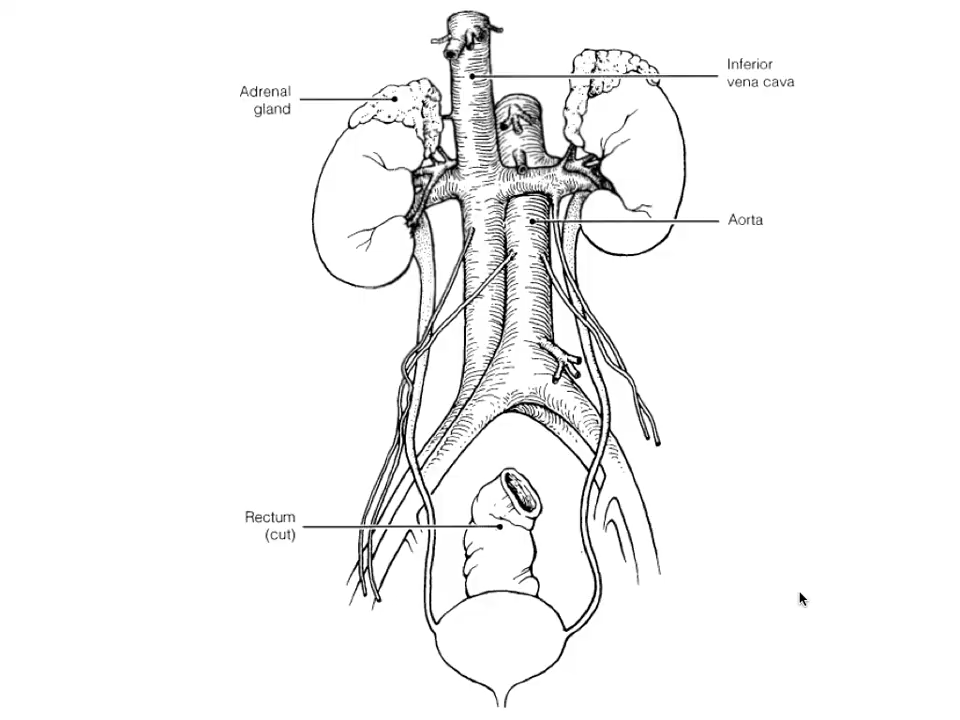 Inferior
vena cava
Adrenal
gland
Aorta
Rectum
(cut)